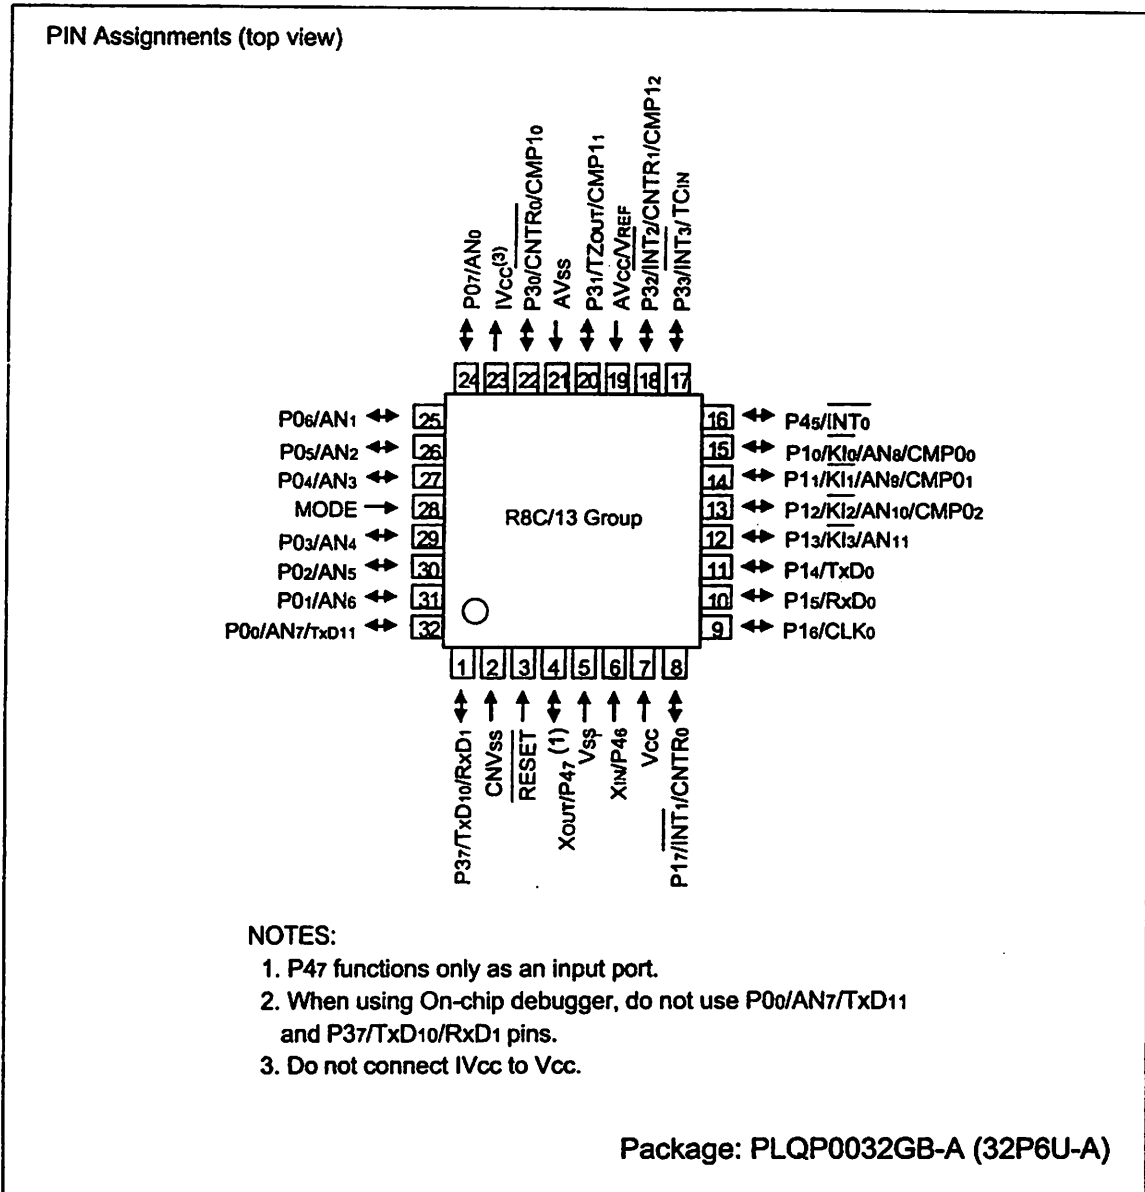 PIN Assignments (top view)
P07/AN0
IVCC(3)
P30/CNTR0/CMP10
AVSS
P31/TZOUT/CMP11
AVCC/VREF
P32/INT2/CNTR1/CMP12
P33/INT3/TCIN
24 23 22 21 20 19 18 17
P06/AN1 25
P05/AN2 26
P04/AN3 27
MODE 28
P03/AN4 29
P02/AN5 30
P01/AN6 31
P00/AN7/TxD11 32
R8C/13 Group
16 P45/INT0
15 P10/KI0/AN8/CMP00
14 P11/KI1/AN9/CMP01
13 P12/KI2/AN10/CMP02
12 P13/KI3/AN11
11 P14/TxD0
10 P15/RxD0
9 P16/CLK0
1 2 3 4 5 6 7 8
P37/TxD10/RxD1
CNVSS
RESET
XOUT/P47 (1)
VSS
XIN/P46
VCC
P17/INT1/CNTR0
NOTES:
1. P47 functions only as an input port.
2. When using On-chip debugger, do not use P00/AN7/TxD11
and P37/TxD10/RxD1 pins.
3. Do not connect IVcc to Vcc.
Package: PLQP0032GB-A (32P6U-A)